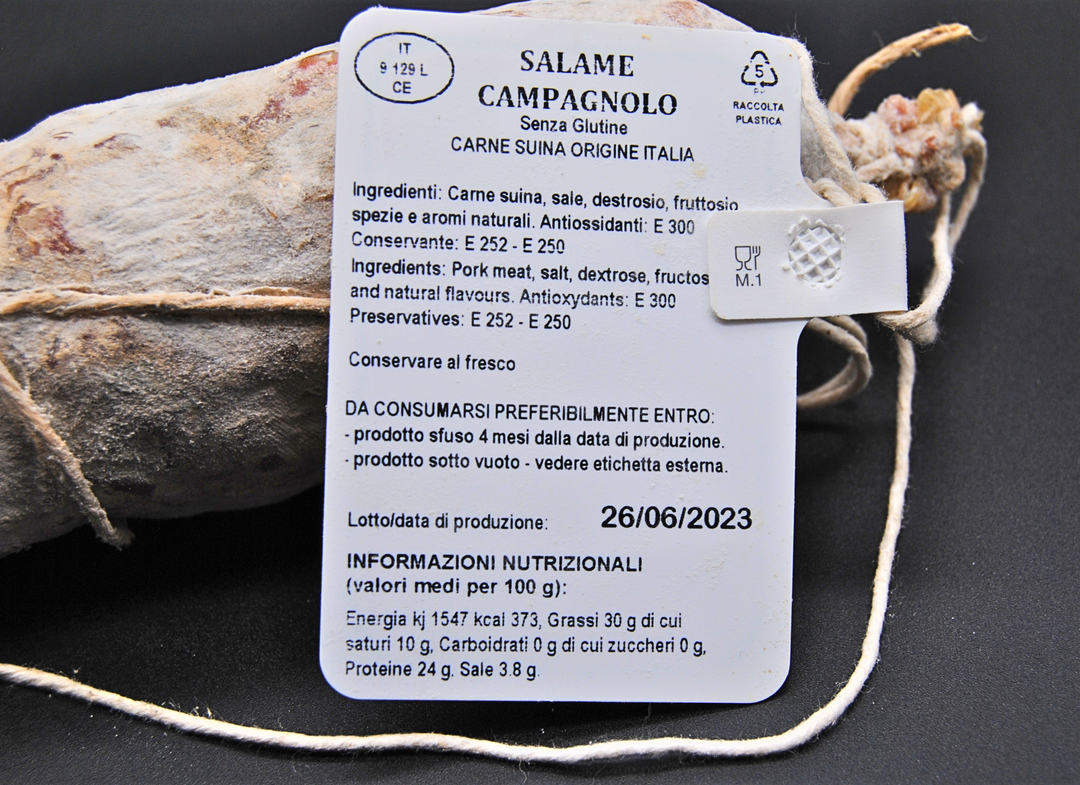 IT
9 129 L
CE
SALAME
CAMPAGNOLO
Senza Glutine
CARNE SUINA ORIGINE ITALIA
5
PP
RACCOLTA
PLASTICA
Ingredienti: Carne suina, sale, destrosio, fruttosio
spezie e aromi naturali. Antiossidanti: E 300
Conservante: E 252 - E 250
Ingredients: Pork meat, salt, dextrose, fructos
and natural flavours. Antioxydants: E 300
Preservatives: E 252 - E 250
M.1
Conservare al fresco
DA CONSUMARSI PREFERIBILMENTE ENTRO:
- prodotto sfuso 4 mesi dalla data di produzione.
- prodotto sotto vuoto - vedere etichetta esterna.
Lotto/data di produzione: 26/06/2023
INFORMAZIONI NUTRIZIONALI
(valori medi per 100 g):
Energia kj 1547 kcal 373, Grassi 30 g di cui
saturi 10 g, Carboidrati 0 g di cui zuccheri 0 g,
Proteine 24 g, Sale 3.8 g.